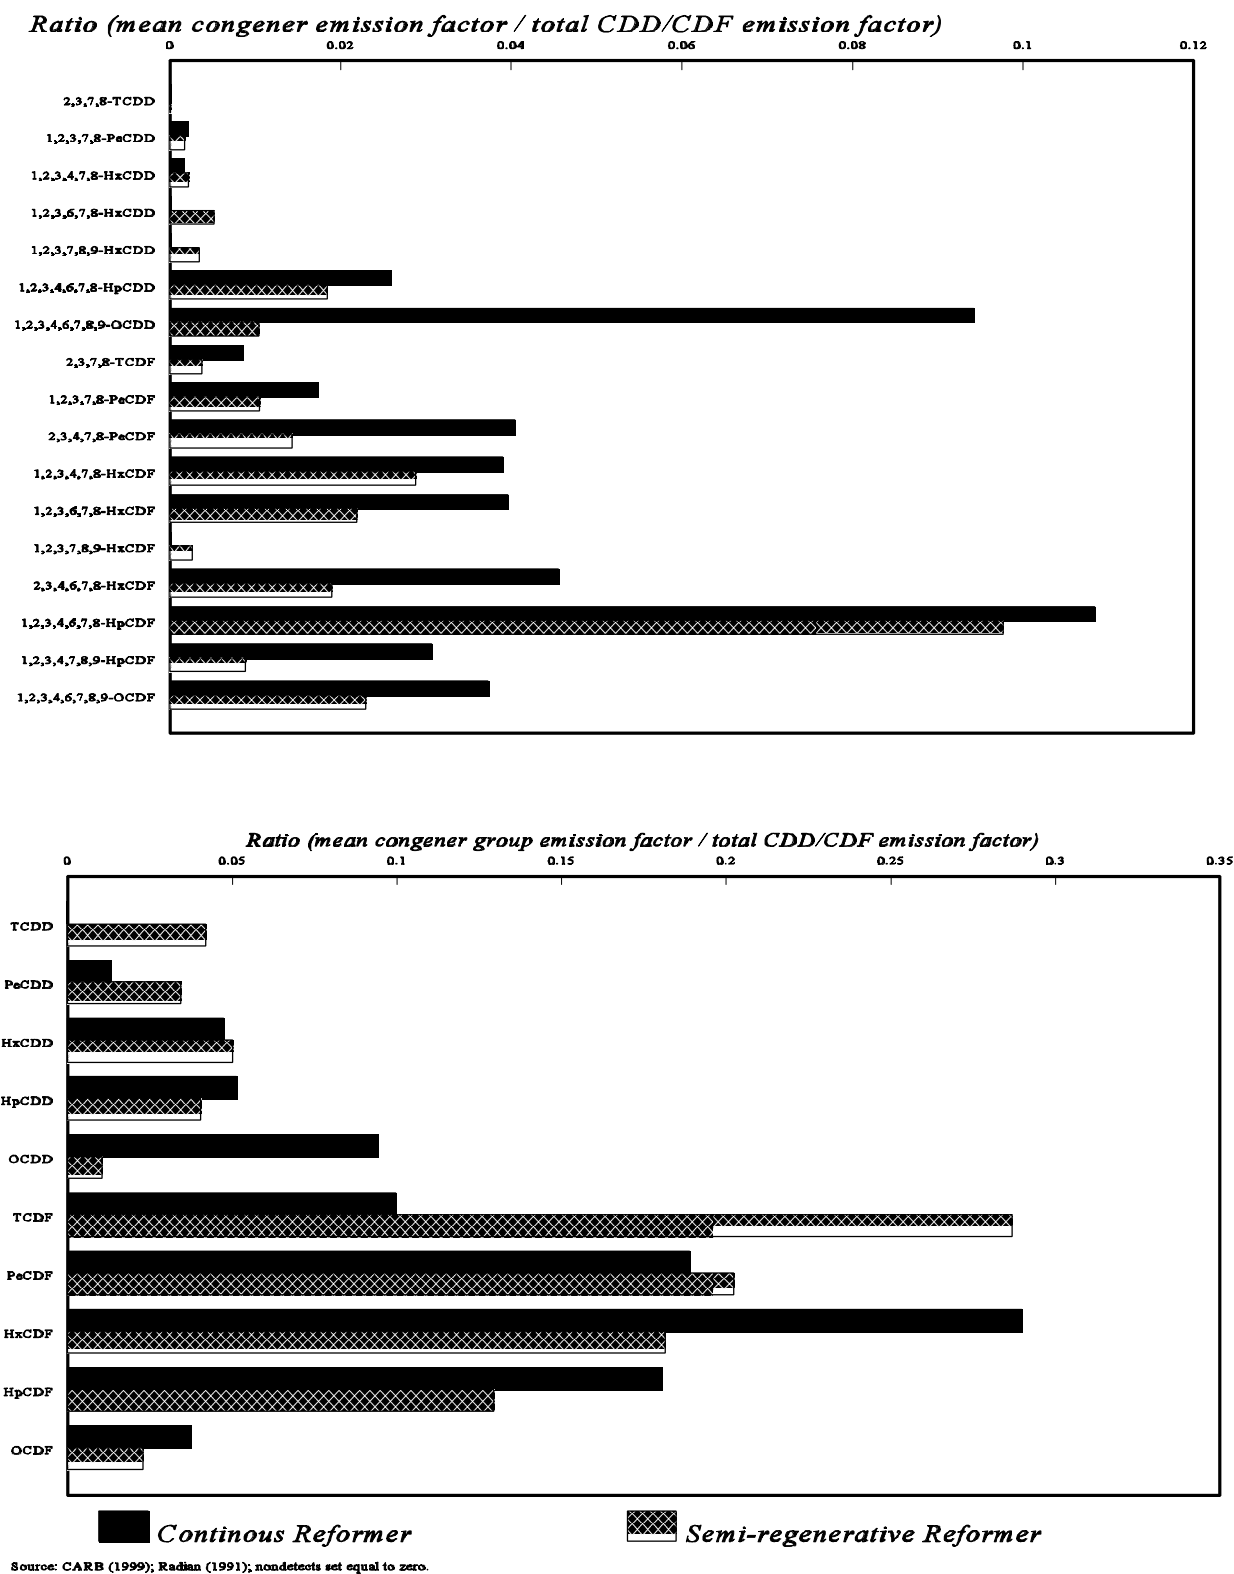 Ratio (mean congener emission factor / total CDD/CDF emission factor)
0 0.02 0.04 0.06 0.08 0.1 0.12
2,3,7,8-TCDD
1,2,3,7,8-PeCDD
1,2,3,4,7,8-HxCDD
1,2,3,6,7,8-HxCDD
1,2,3,7,8,9-HxCDD
1,2,3,4,6,7,8-HpCDD
1,2,3,4,6,7,8,9-OCDD
2,3,7,8-TCDF
1,2,3,7,8-PeCDF
2,3,4,7,8-PeCDF
1,2,3,4,7,8-HxCDF
1,2,3,6,7,8-HxCDF
1,2,3,7,8,9-HxCDF
2,3,4,6,7,8-HxCDF
1,2,3,4,6,7,8-HpCDF
1,2,3,4,7,8,9-HpCDF
1,2,3,4,6,7,8,9-OCDF
Ratio (mean congener group emission factor / total CDD/CDF emission factor)
0 0.05 0.1 0.15 0.2 0.25 0.3 0.35
TCDD
PeCDD
HxCDD
HpCDD
OCDD
TCDF
PeCDF
HxCDF
HpCDF
OCDF
Continous Reformer Semi-regenerative Reformer
Source: CARB (1999); Radian (1991); nondetects set equal to zero.